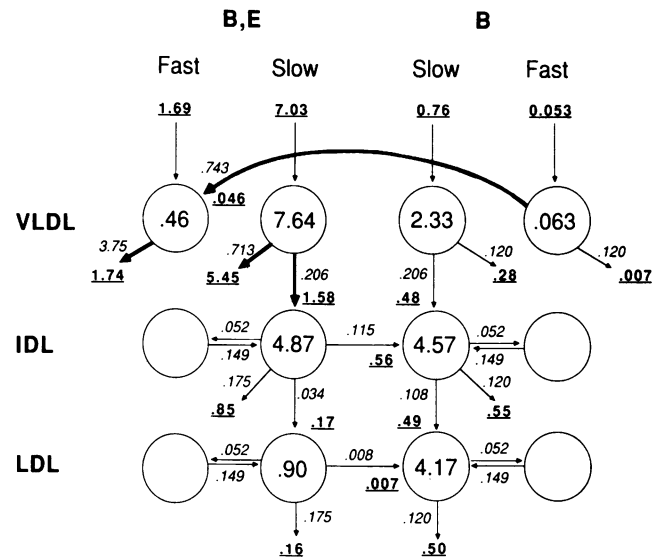 B,E B
Fast Slow Slow Fast
1.69 7.03 0.76 0.053
.743
.046
VLDL .46 7.64 2.33 .063
3.75 .713 .120 .120
1.74 5.45 .206 .206 .28 .007
1.58 .48
IDL .052 4.87 .115 4.57 .052
.149 .56 .149
.175 .034 .108 .120
.85 .17 .49 .55
LDL .052 .90 .008 4.17 .052
.149 .007 .149
.175 .120
.16 .50